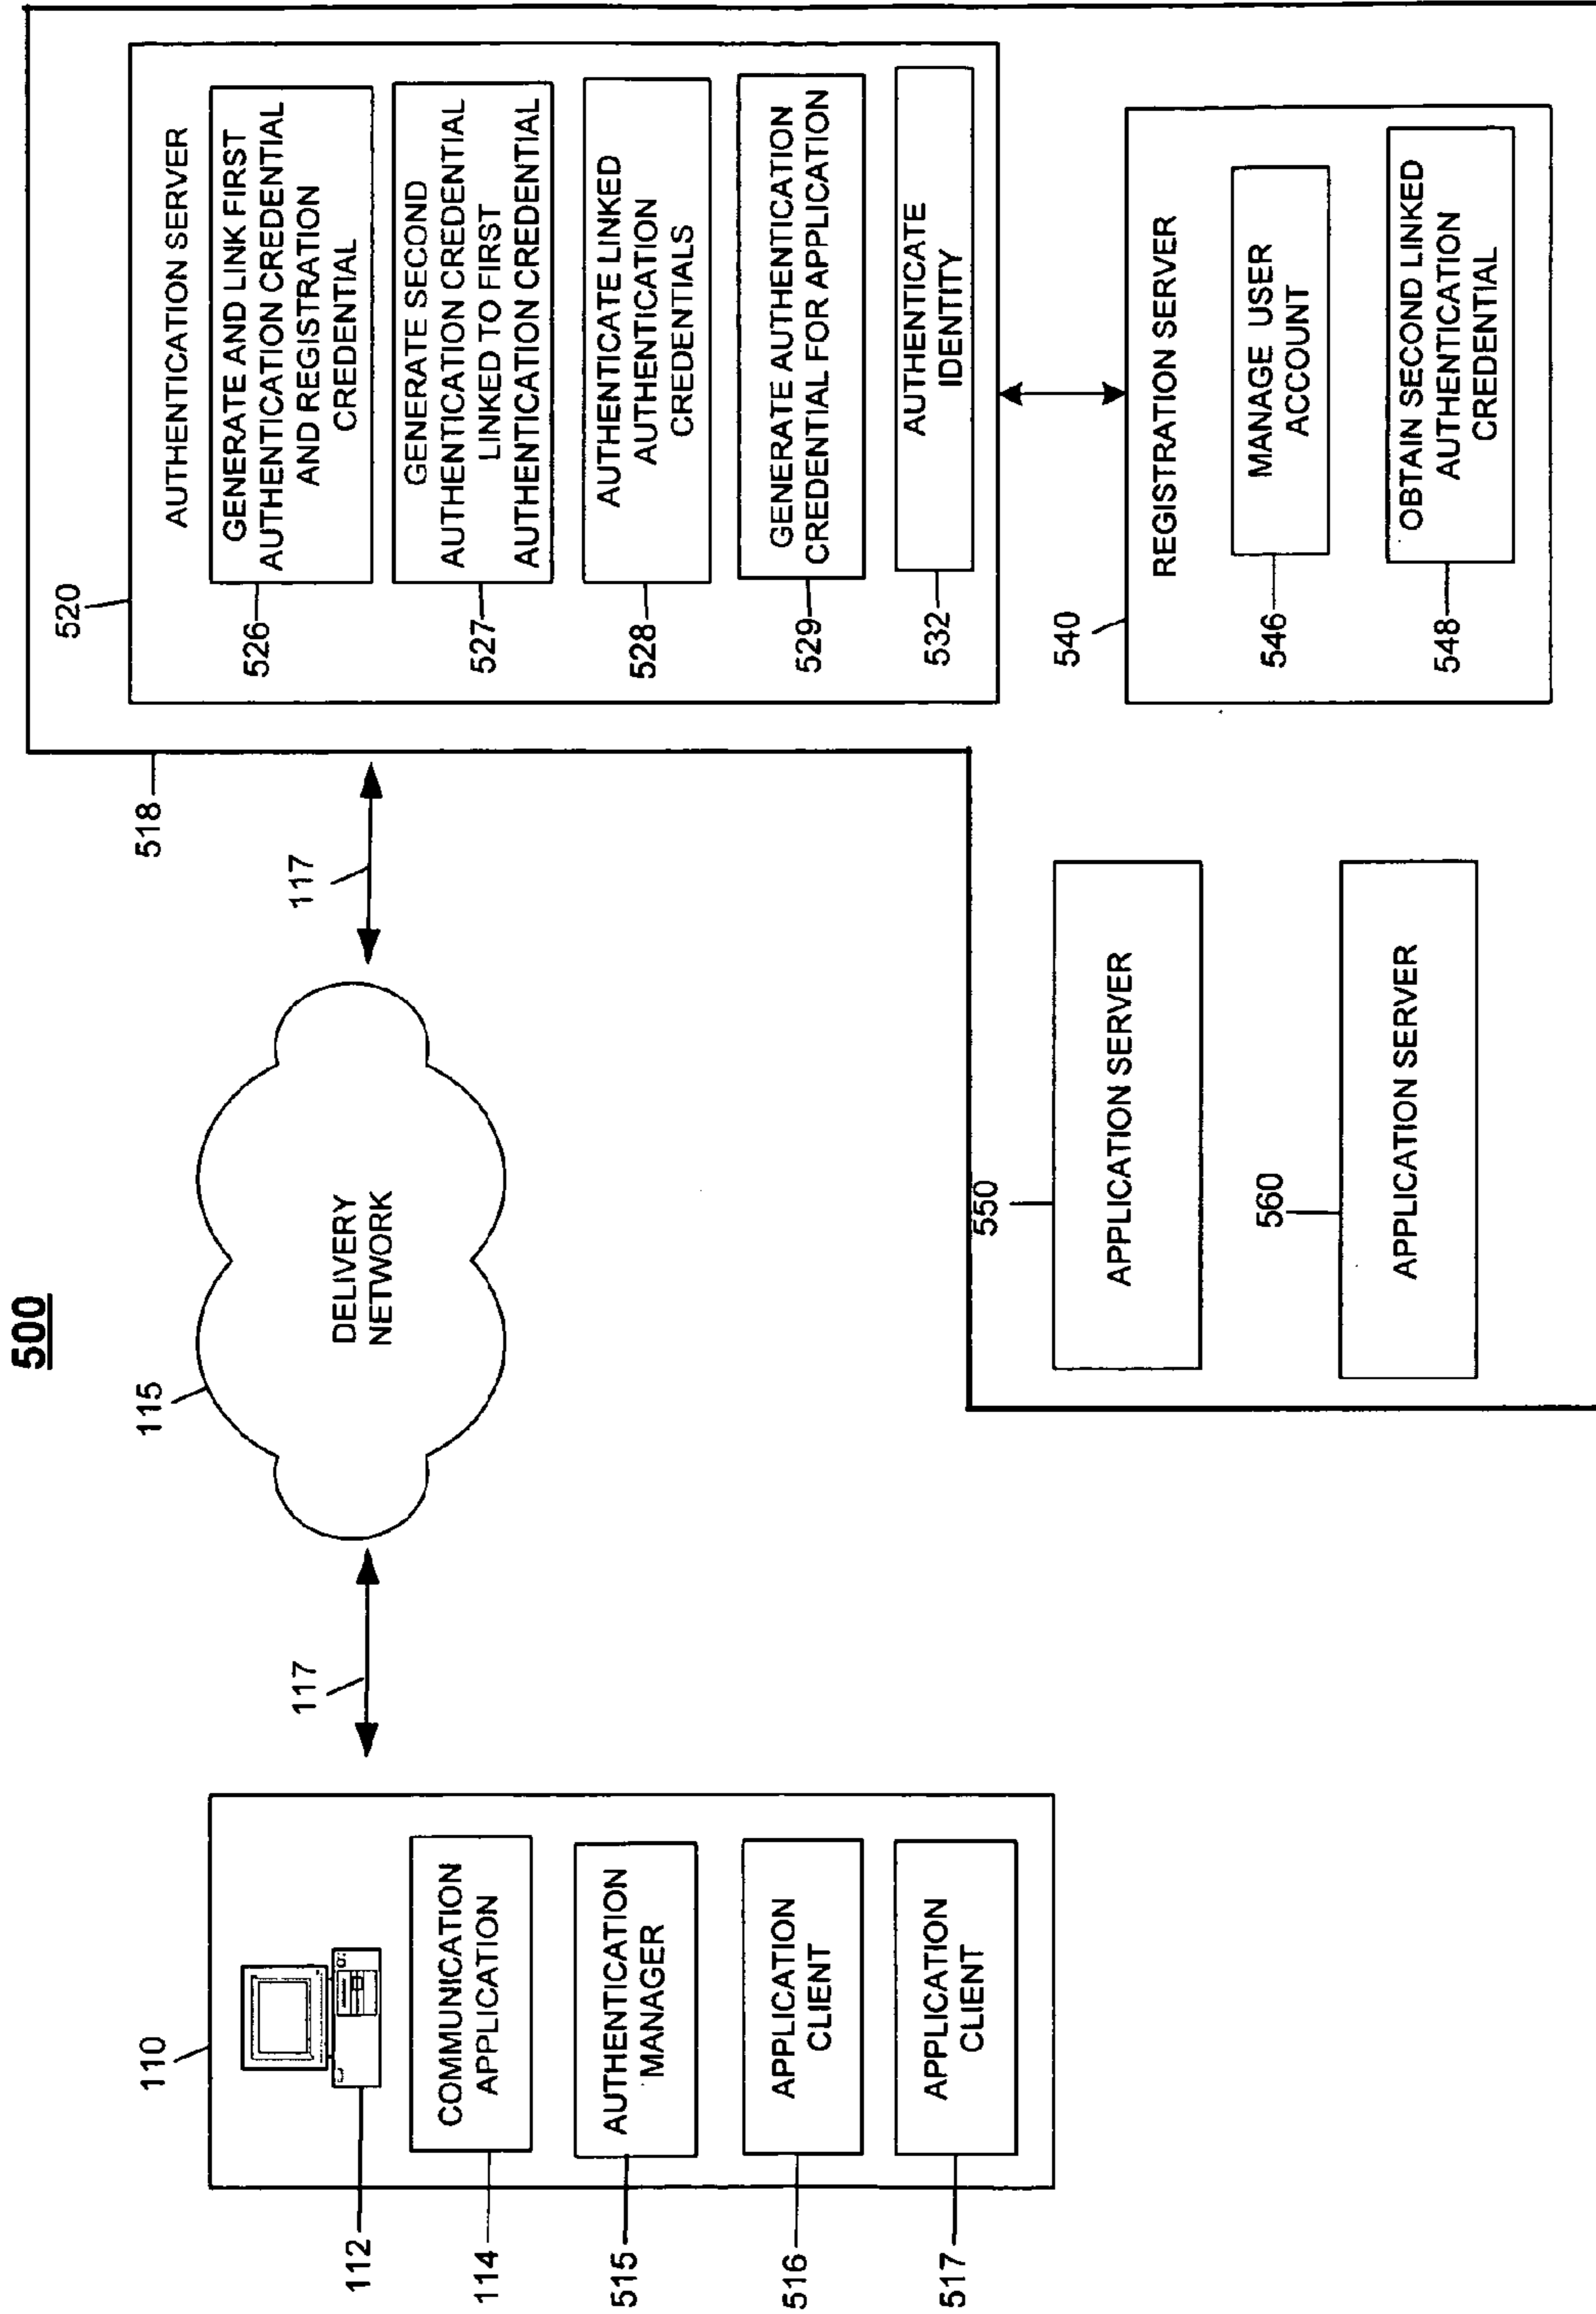 500
110
112
114
COMMUNICATION
APPLICATION
515
AUTHENTICATION
MANAGER
516
APPLICATION
CLIENT
517
APPLICATION
CLIENT
117
115
DELIVERY
NETWORK
117
518
520
AUTHENTICATION SERVER
526
GENERATE AND LINK FIRST
AUTHENTICATION CREDENTIAL
AND REGISTRATION
CREDENTIAL
527
GENERATE SECOND
AUTHENTICATION CREDENTIAL
LINKED TO FIRST
AUTHENTICATION CREDENTIAL
528
AUTHENTICATE LINKED
AUTHENTICATION
CREDENTIALS
529
GENERATE AUTHENTICATION
CREDENTIAL FOR APPLICATION
532
AUTHENTICATE
IDENTITY
540
REGISTRATION SERVER
546
MANAGE USER
ACCOUNT
548
OBTAIN SECOND LINKED
AUTHENTICATION
CREDENTIAL
550
APPLICATION SERVER
560
APPLICATION SERVER